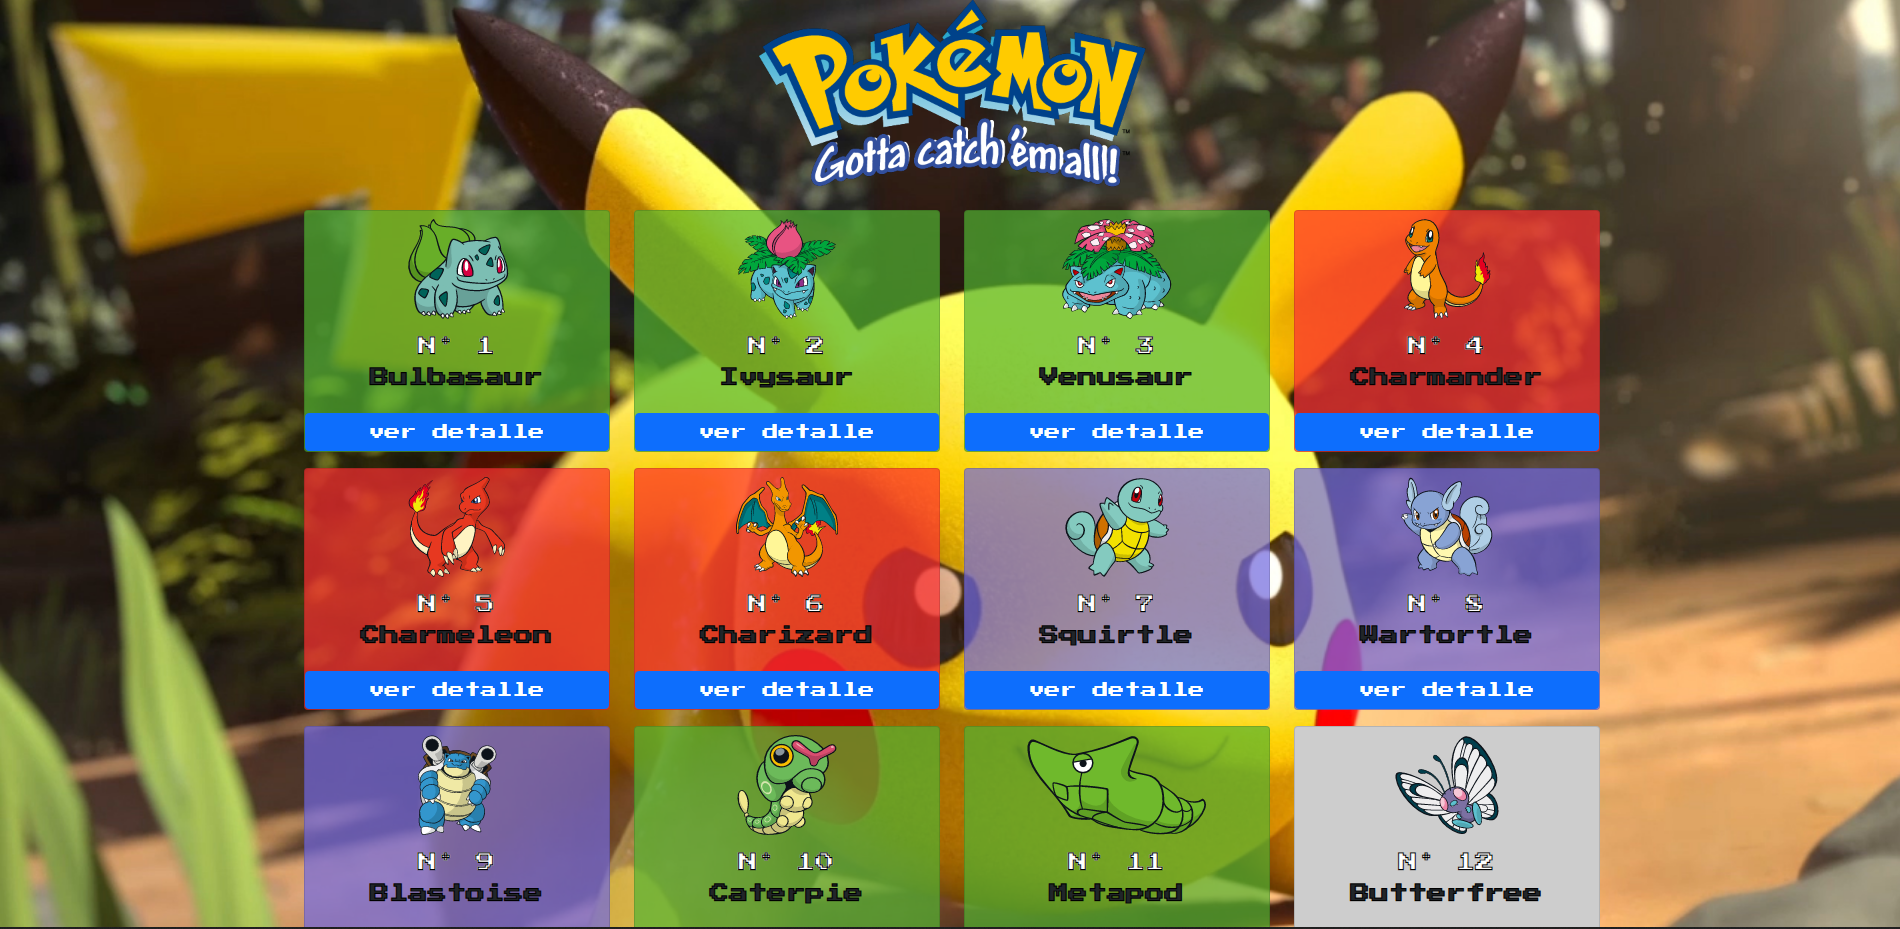 POKéMON
™
Gotta catch 'em all!!
™
N° 1
Bulbasaur
ver detalle
N° 2
Ivysaur
ver detalle
N° 3
Venusaur
ver detalle
N° 4
Charmander
ver detalle
N° 5
Charmeleon
ver detalle
N° 6
Charizard
ver detalle
N° 7
Squirtle
ver detalle
N° 8
Wartortle
ver detalle
N° 9
Blastoise
N° 10
Caterpie
N° 11
Metapod
N° 12
Butterfree